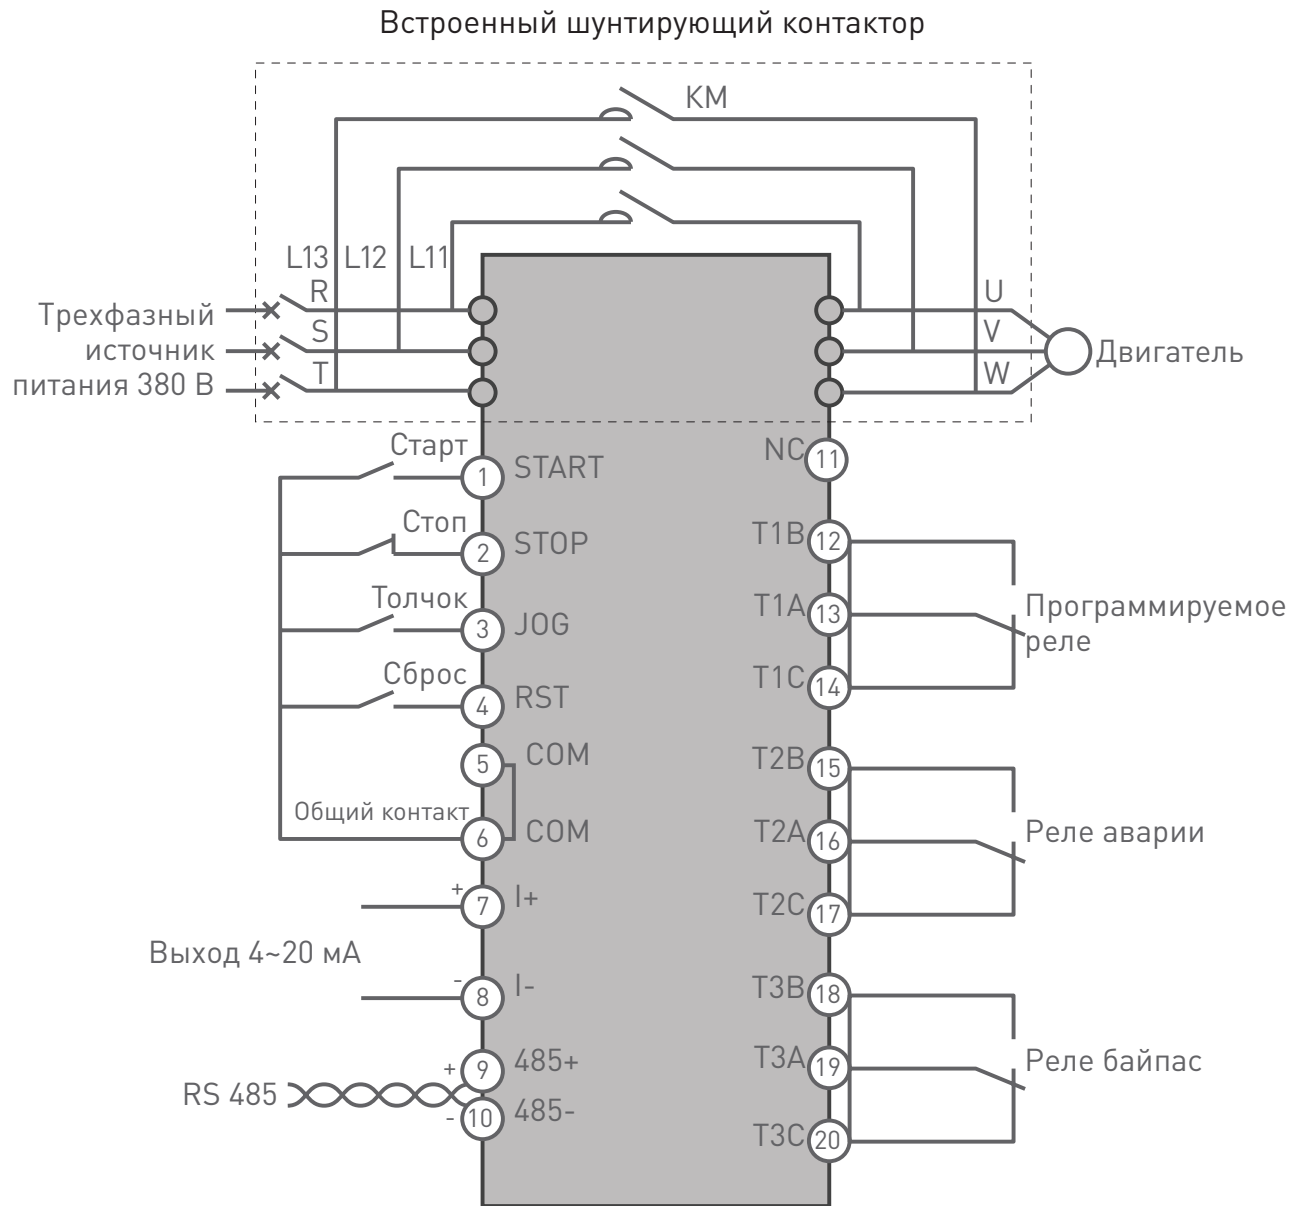 Встроенный шунтирующий контактор
KM
L13
L12
L11
R
S
T
Трехфазный
источник
питания 380 В
U
V
W
Двигатель
Старт
1
START
Стоп
2
STOP
Толчок
3
JOG
Сброс
4
RST
5
COM
Общий контакт
6
COM
+
7
I+
Выход 4~20 мА
-
8
I-
RS 485
+
9
485+
-
10
485-
NC
11
T1B
12
T1A
13
T1C
14
Программируемое
реле
T2B
15
T2A
16
T2C
17
Реле аварии
T3B
18
T3A
19
T3C
20
Реле байпас